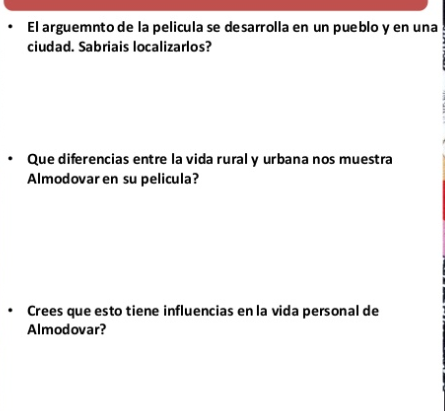 • El arguemnto de la pelicula se desarrolla en un pueblo y en una
ciudad. Sabriais localizarlos?
• Que diferencias entre la vida rural y urbana nos muestra
Almodovar en su pelicula?
• Crees que esto tiene influencias en la vida personal de
Almodovar?